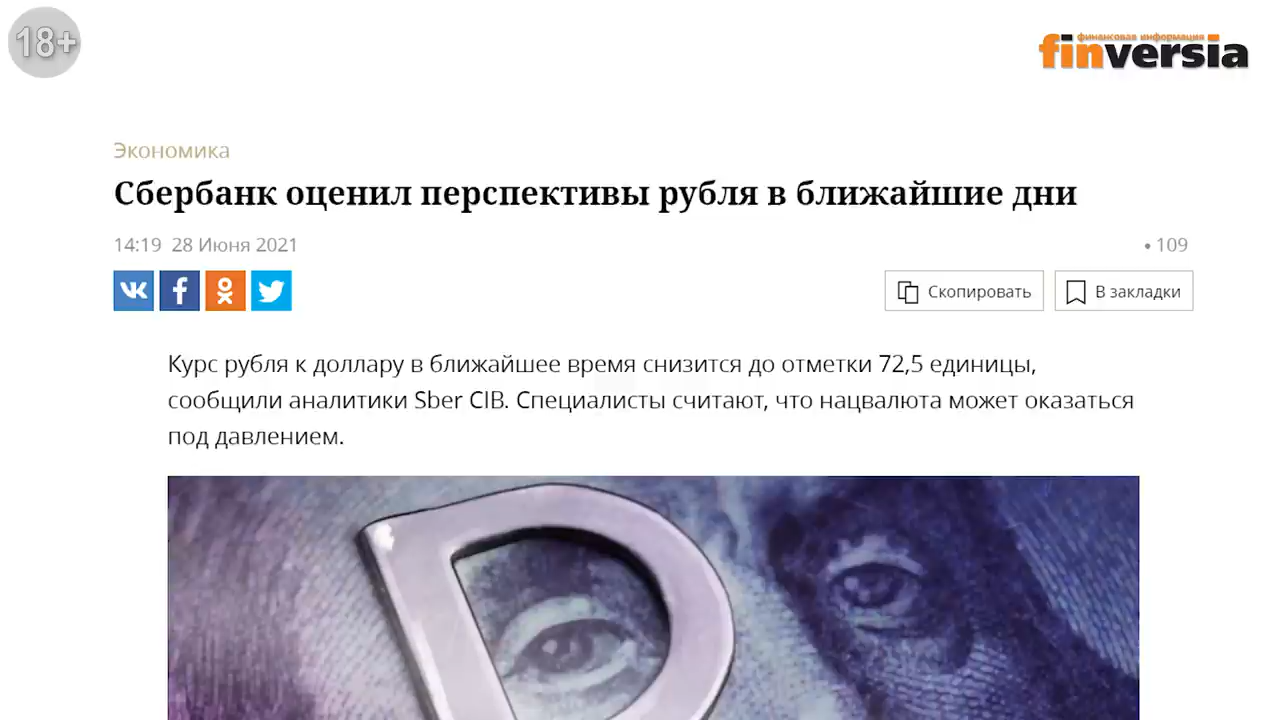 18+
финансовая информация
finversia
Экономика
Сбербанк оценил перспективы рубля в ближайшие дни
14:19 28 Июня 2021
• 109
Скопировать
В закладки
Курс рубля к доллару в ближайшее время снизится до отметки 72,5 единицы,
сообщили аналитики Sber CIB. Специалисты считают, что нацвалюта может оказаться
под давлением.